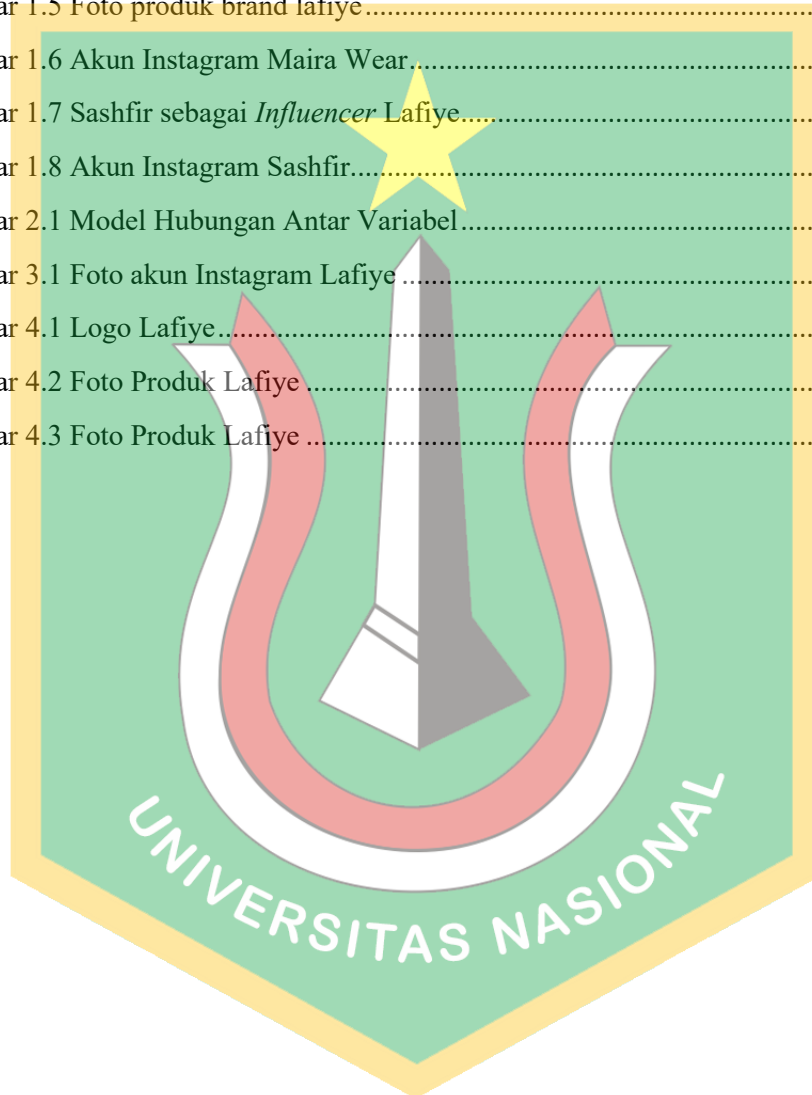 ar 1.5 Foto produk brand lafiye....................................................................
ar 1.6 Akun Instagram Maira Wear..............................................................
ar 1.7 Sashfir sebagai Influencer Lafiye........................................................
ar 1.8 Akun Instagram Sashfir......................................................................
ar 2.1 Model Hubungan Antar Variabel........................................................
ar 3.1 Foto akun Instagram Lafiye ................................................................
ar 4.1 Logo Lafiye........................................................................................
ar 4.2 Foto Produk Lafiye ............................................................................
ar 4.3 Foto Produk Lafiye ............................................................................
UNIVERSITAS NASIONAL